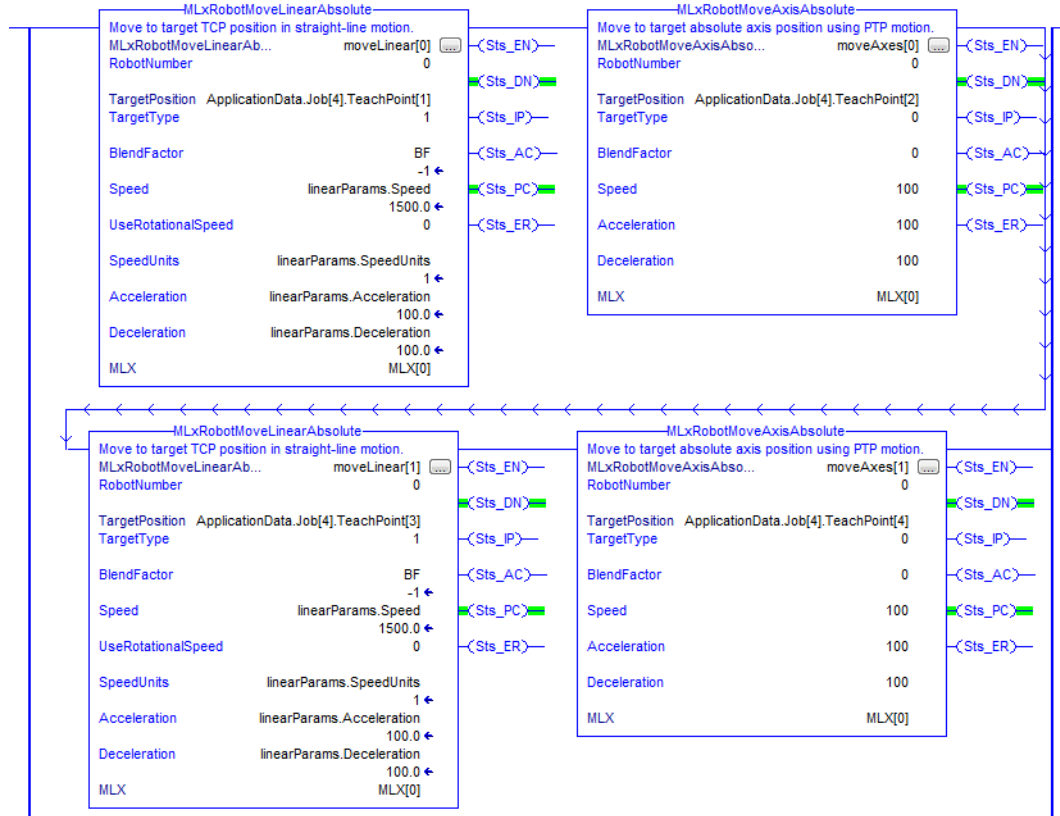 MLxRobotMoveLinearAbsolute
Move to target TCP position in straight-line motion.
MLxRobotMoveLinearAb... moveLinear[0] ...
RobotNumber 0
TargetPosition ApplicationData.Job[4].TeachPoint[1]
TargetType 1
BlendFactor BF
-1
Speed linearParams.Speed
1500.0
UseRotationalSpeed 0
SpeedUnits linearParams.SpeedUnits
1
Acceleration linearParams.Acceleration
100.0
Deceleration linearParams.Deceleration
100.0
MLX MLX[0]
Sts_EN
Sts_DN
Sts_IP
Sts_AC
Sts_PC
Sts_ER
MLxRobotMoveAxisAbsolute
Move to target absolute axis position using PTP motion.
MLxRobotMoveAxisAbso... moveAxes[0] ...
RobotNumber 0
TargetPosition ApplicationData.Job[4].TeachPoint[2]
TargetType 0
BlendFactor 0
Speed 100
Acceleration 100
Deceleration 100
MLX MLX[0]
Sts_EN
Sts_DN
Sts_IP
Sts_AC
Sts_PC
Sts_ER
MLxRobotMoveLinearAbsolute
Move to target TCP position in straight-line motion.
MLxRobotMoveLinearAb... moveLinear[1] ...
RobotNumber 0
TargetPosition ApplicationData.Job[4].TeachPoint[3]
TargetType 1
BlendFactor BF
-1
Speed linearParams.Speed
1500.0
UseRotationalSpeed 0
SpeedUnits linearParams.SpeedUnits
1
Acceleration linearParams.Acceleration
100.0
Deceleration linearParams.Deceleration
100.0
MLX MLX[0]
Sts_EN
Sts_DN
Sts_IP
Sts_AC
Sts_PC
Sts_ER
MLxRobotMoveAxisAbsolute
Move to target absolute axis position using PTP motion.
MLxRobotMoveAxisAbso... moveAxes[1] ...
RobotNumber 0
TargetPosition ApplicationData.Job[4].TeachPoint[4]
TargetType 0
BlendFactor 0
Speed 100
Acceleration 100
Deceleration 100
MLX MLX[0]
Sts_EN
Sts_DN
Sts_IP
Sts_AC
Sts_PC
Sts_ER